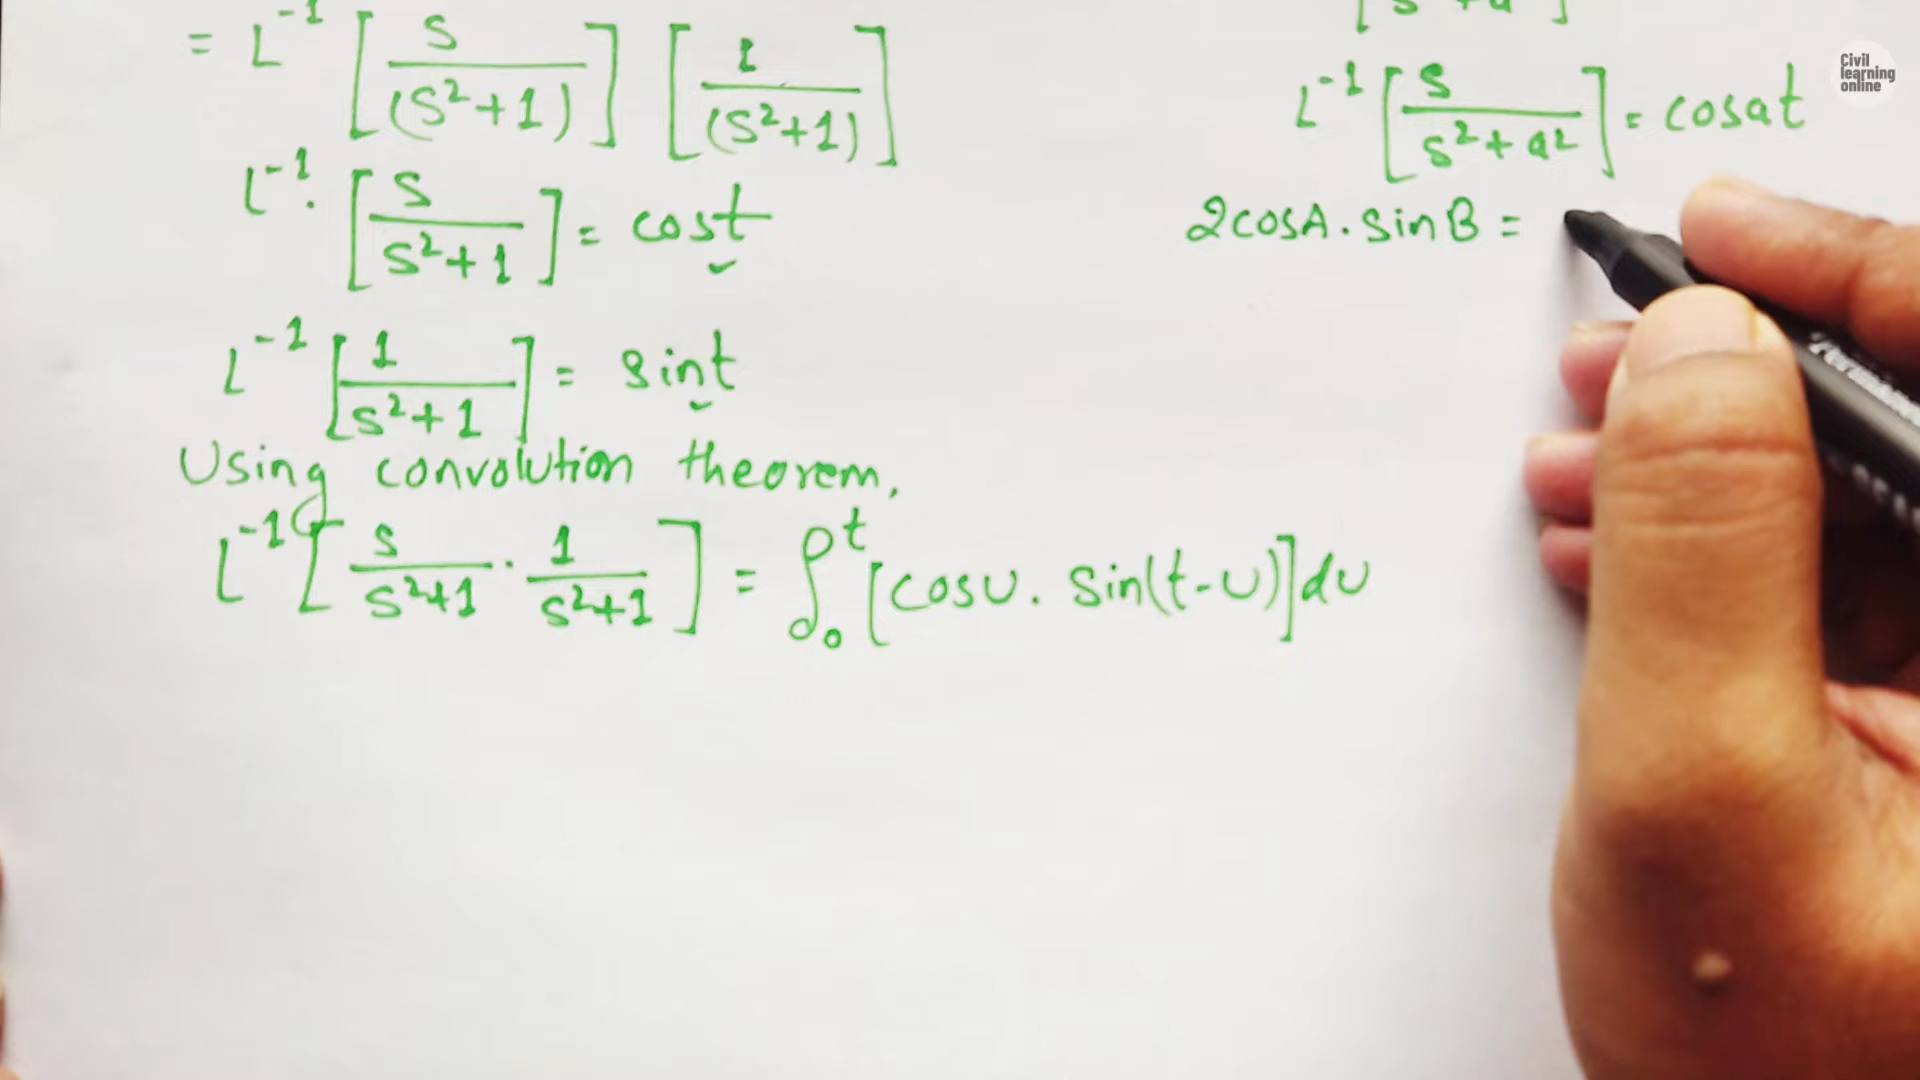 = L⁻¹ [s/(s²+1)] [1/(s²+1)]
L⁻¹. [s/s²+1] = cost
L⁻¹ [1/s²+1] = sint
Using convolution theorem,
L⁻¹ [s/s²+1 · 1/s²+1] = ∫₀ᵗ [cosu. sin(t-u)]du
L⁻¹ [s/s²+a²] = cosat
2cosA.sinB =
Civil
learning
online